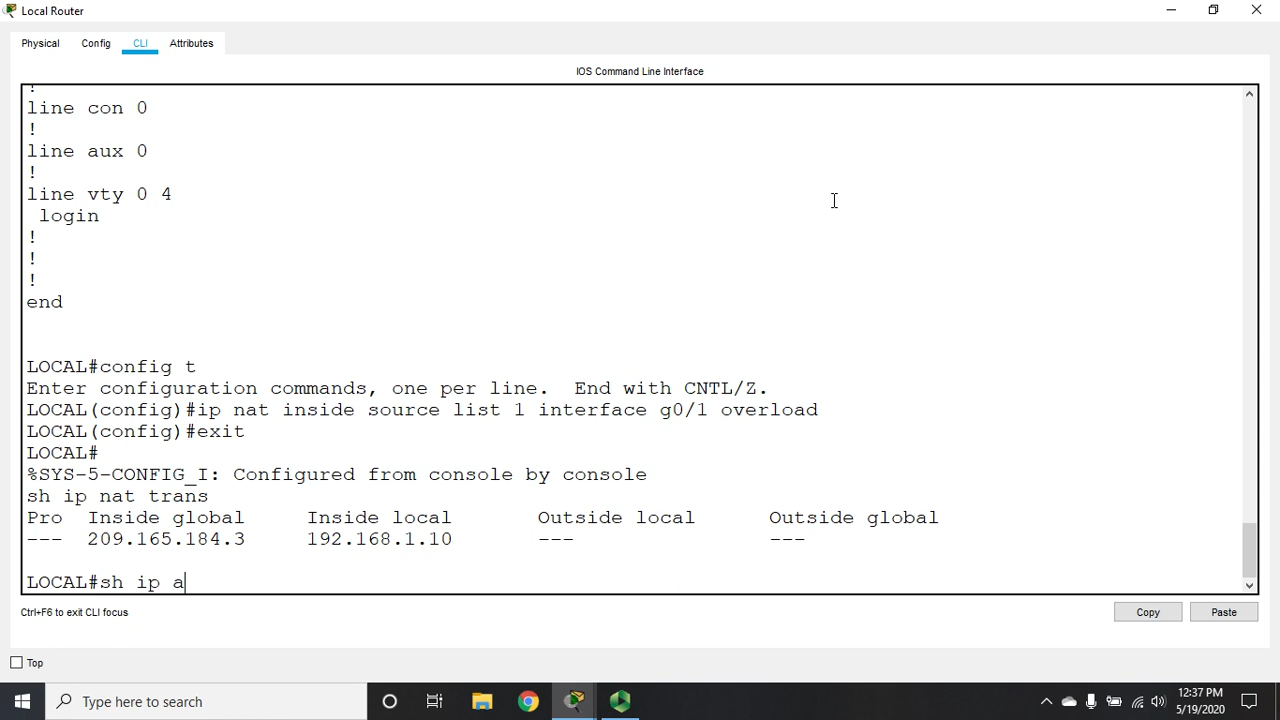 Local Router
Physical Config CLI Attributes
IOS Command Line Interface
!
line con 0
!
line aux 0
!
line vty 0 4
login
!
!
!
end
LOCAL#config t
Enter configuration commands, one per line. End with CNTL/Z.
LOCAL(config)#ip nat inside source list 1 interface g0/1 overload
LOCAL(config)#exit
LOCAL#
%SYS-5-CONFIG_I: Configured from console by console
sh ip nat trans
Pro Inside global Inside local Outside local Outside global
--- 209.165.184.3 192.168.1.10 --- ---
LOCAL#sh ip a
Ctrl+F6 to exit CLI focus
Copy Paste
Top
Type here to search
12:37 PM
5/19/2020